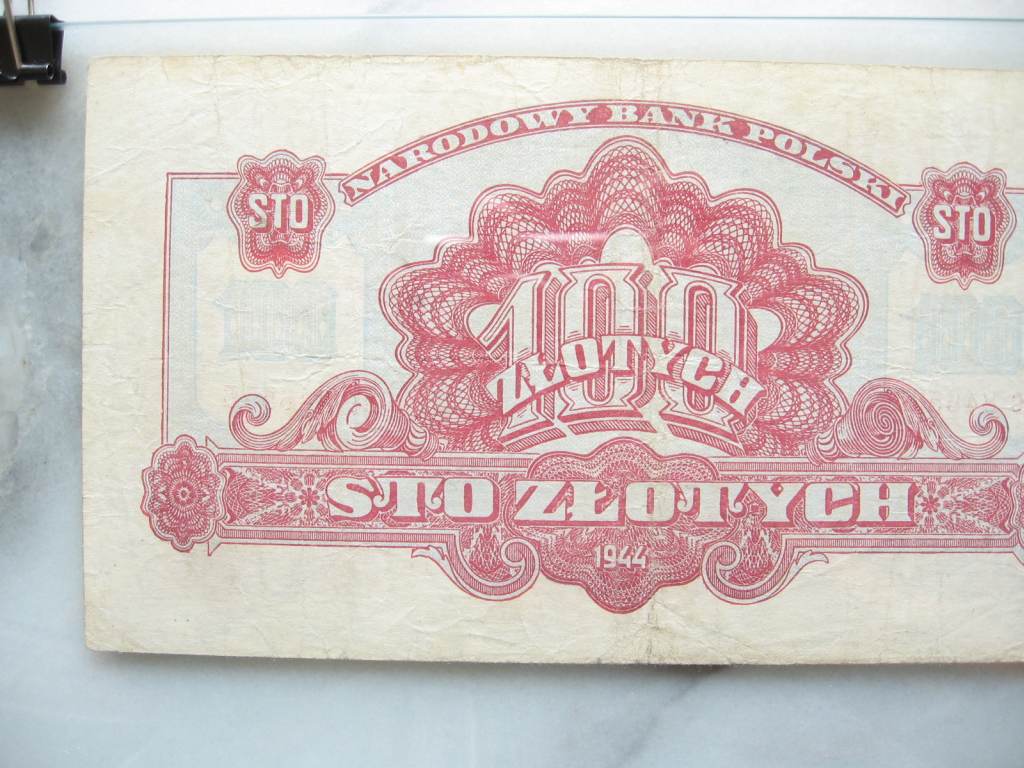 NARODOWY BANK POLSKI
STO
STO
100
ZŁOTYCH
STO ZŁOTYCH
1944